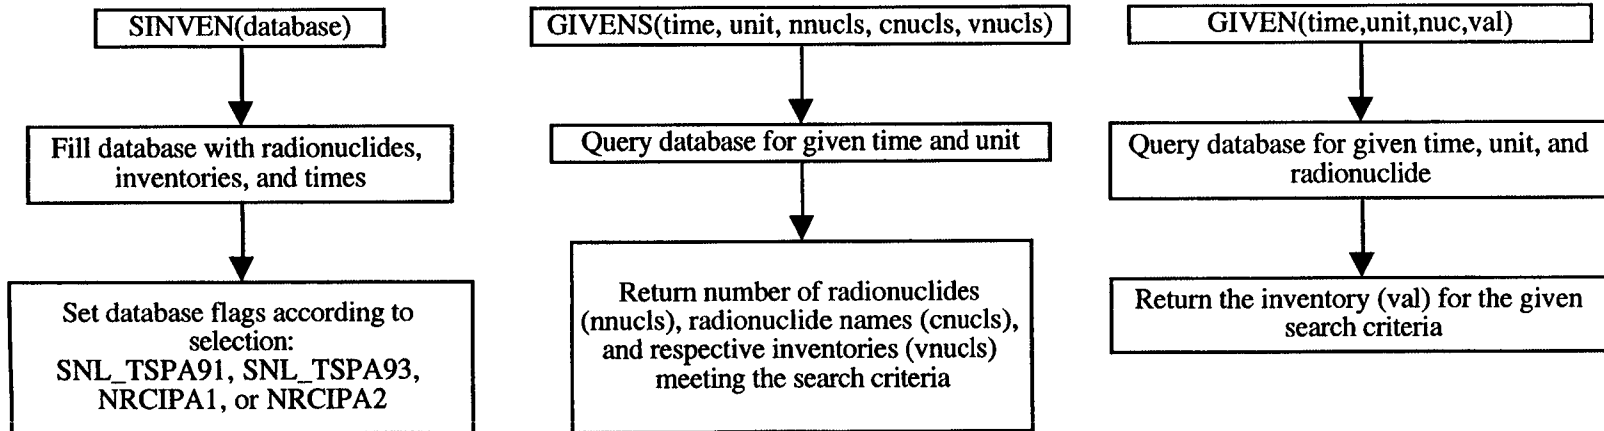 SINVEN(database)
Fill database with radionuclides,
inventories, and times
Set database flags according to
selection:
SNL_TSPA91, SNL_TSPA93,
NRCIPA1, or NRCIPA2
GIVENS(time, unit, nnucls, cnucls, vnucls)
Query database for given time and unit
Return number of radionuclides
(nnucls), radionuclide names (cnucls),
and respective inventories (vnucls)
meeting the search criteria
GIVEN(time,unit,nuc,val)
Query database for given time, unit, and
radionuclide
Return the inventory (val) for the given
search criteria